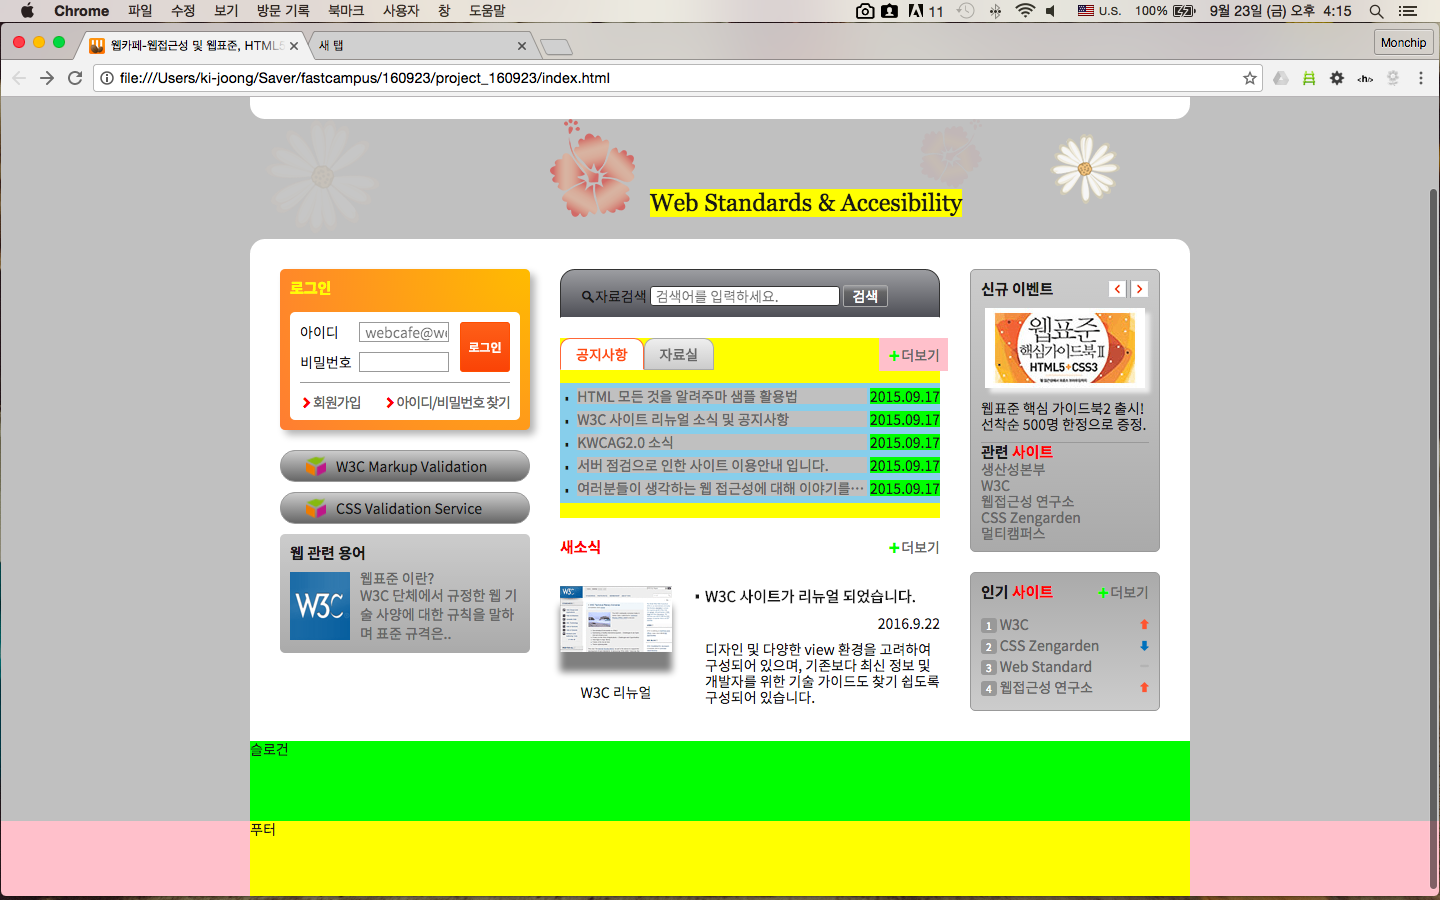 Chrome 파일 수정 보기 방문 기록 북마크 사용자 창 도움말 11 U.S. 100% 9월 23일 (금) 오후 4:15
웹카페-웹접근성 및 웹표준, HTML5
새 탭
Monchip
file:///Users/ki-joong/Saver/fastcampus/160923/project_160923/index.html
Web Standards & Accesibility
로그인
아이디 webcafe@we
비밀번호
로그인
회원가입 아이디/비밀번호 찾기
W3C Markup Validation
CSS Validation Service
웹 관련 용어
W3C
웹표준 이란?
W3C 단체에서 규정한 웹 기
술 사양에 대한 규칙을 말하
며 표준 규격은..
자료검색 검색어를 입력하세요. 검색
공지사항 자료실 +더보기
HTML 모든 것을 알려주마 샘플 활용법 2015.09.17
W3C 사이트 리뉴얼 소식 및 공지사항 2015.09.17
KWCAG2.0 소식 2015.09.17
서버 점검으로 인한 사이트 이용안내 입니다. 2015.09.17
여러분들이 생각하는 웹 접근성에 대해 이야기를… 2015.09.17
새소식 +더보기
W3C
W3C 리뉴얼
W3C 사이트가 리뉴얼 되었습니다.
2016.9.22
디자인 및 다양한 view 환경을 고려하여
구성되어 있으며, 기존보다 최신 정보 및
개발자를 위한 기술 가이드도 찾기 쉽도록
구성되어 있습니다.
신규 이벤트
웹표준
핵심가이드북Ⅱ
HTML5+CSS3
웹표준 핵심 가이드북2 출시!
선착순 500명 한정으로 증정.
관련 사이트
생산성본부
W3C
웹접근성 연구소
CSS Zengarden
멀티캠퍼스
인기 사이트 +더보기
1 W3C
2 CSS Zengarden
3 Web Standard
4 웹접근성 연구소
슬로건
푸터